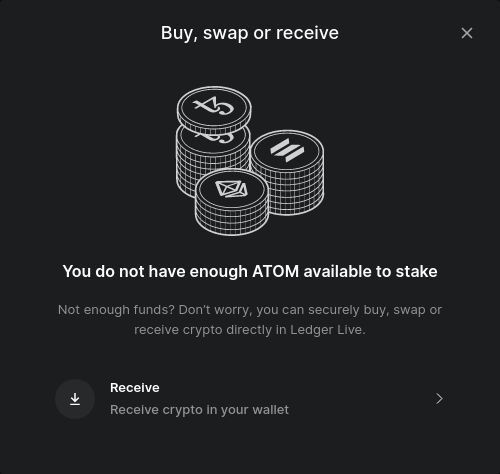 Buy, swap or receive
You do not have enough ATOM available to stake
Not enough funds? Don't worry, you can securely buy, swap or
receive crypto directly in Ledger Live.
Receive
Receive crypto in your wallet